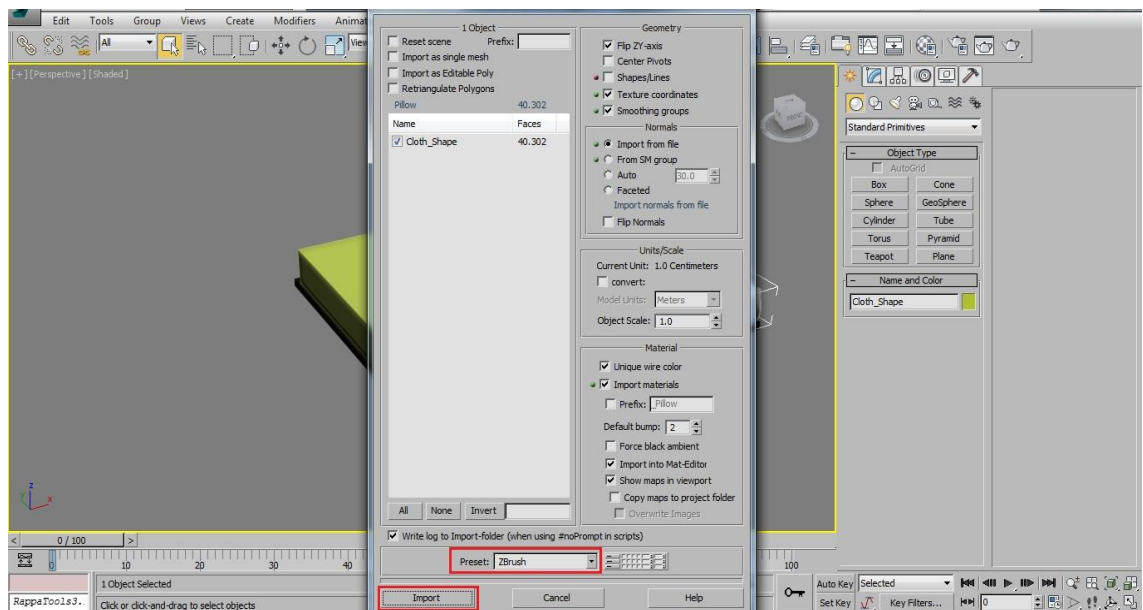 Edit Tools Group Views Create Modifiers Animat
All View
[+][Perspective][Shaded]
1 Object
Reset scene Prefix:
Import as single mesh
Import as Editable Poly
Retriangulate Polygons
Pillow 40.302
Name Faces
Cloth_Shape 40.302
All None Invert
Geometry
Flip ZY-axis
Center Pivots
Shapes/Lines
Texture coordinates
Smoothing groups
Normals
Import from file
From SM group
Auto 30.0
Faceted
Import normals from file
Flip Normals
Units/Scale
Current Unit: 1.0 Centimeters
convert:
Model Units: Meters
Object Scale: 1.0
Material
Unique wire color
Import materials
Prefix: _Pillow
Default bump: 2
Force black ambient
Import into Mat-Editor
Show maps in viewport
Copy maps to project folder
Overwrite Images
Write log to Import-folder (when using #noPrompt in scripts)
Preset: ZBrush
Import Cancel Help
Standard Primitives
Object Type
AutoGrid
Box Cone
Sphere GeoSphere
Cylinder Tube
Torus Pyramid
Teapot Plane
Name and Color
Cloth_Shape
z
y x
< 0 / 100 >
0 10 20 30 40 100
1 Object Selected
RappaTools3. Click or click-and-drag to select objects
Auto Key Selected
Set Key Key Filters... 0